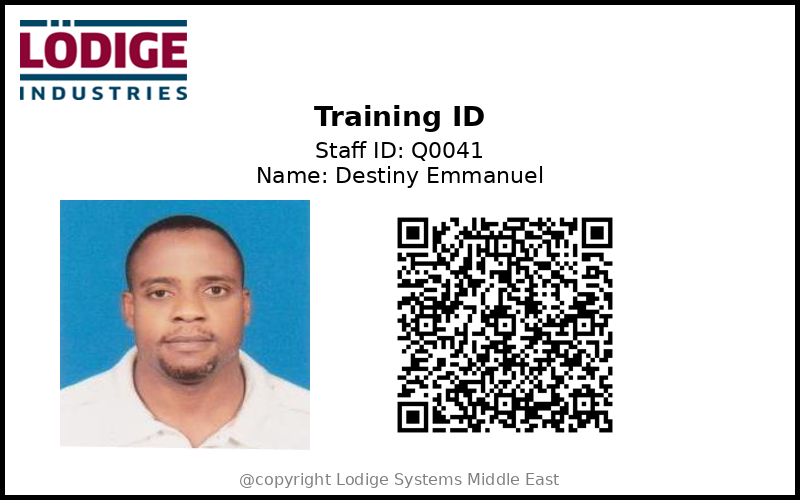 LÖDIGE
INDUSTRIES
Training ID
Staff ID: Q0041
Name: Destiny Emmanuel
@copyright Lodige Systems Middle East